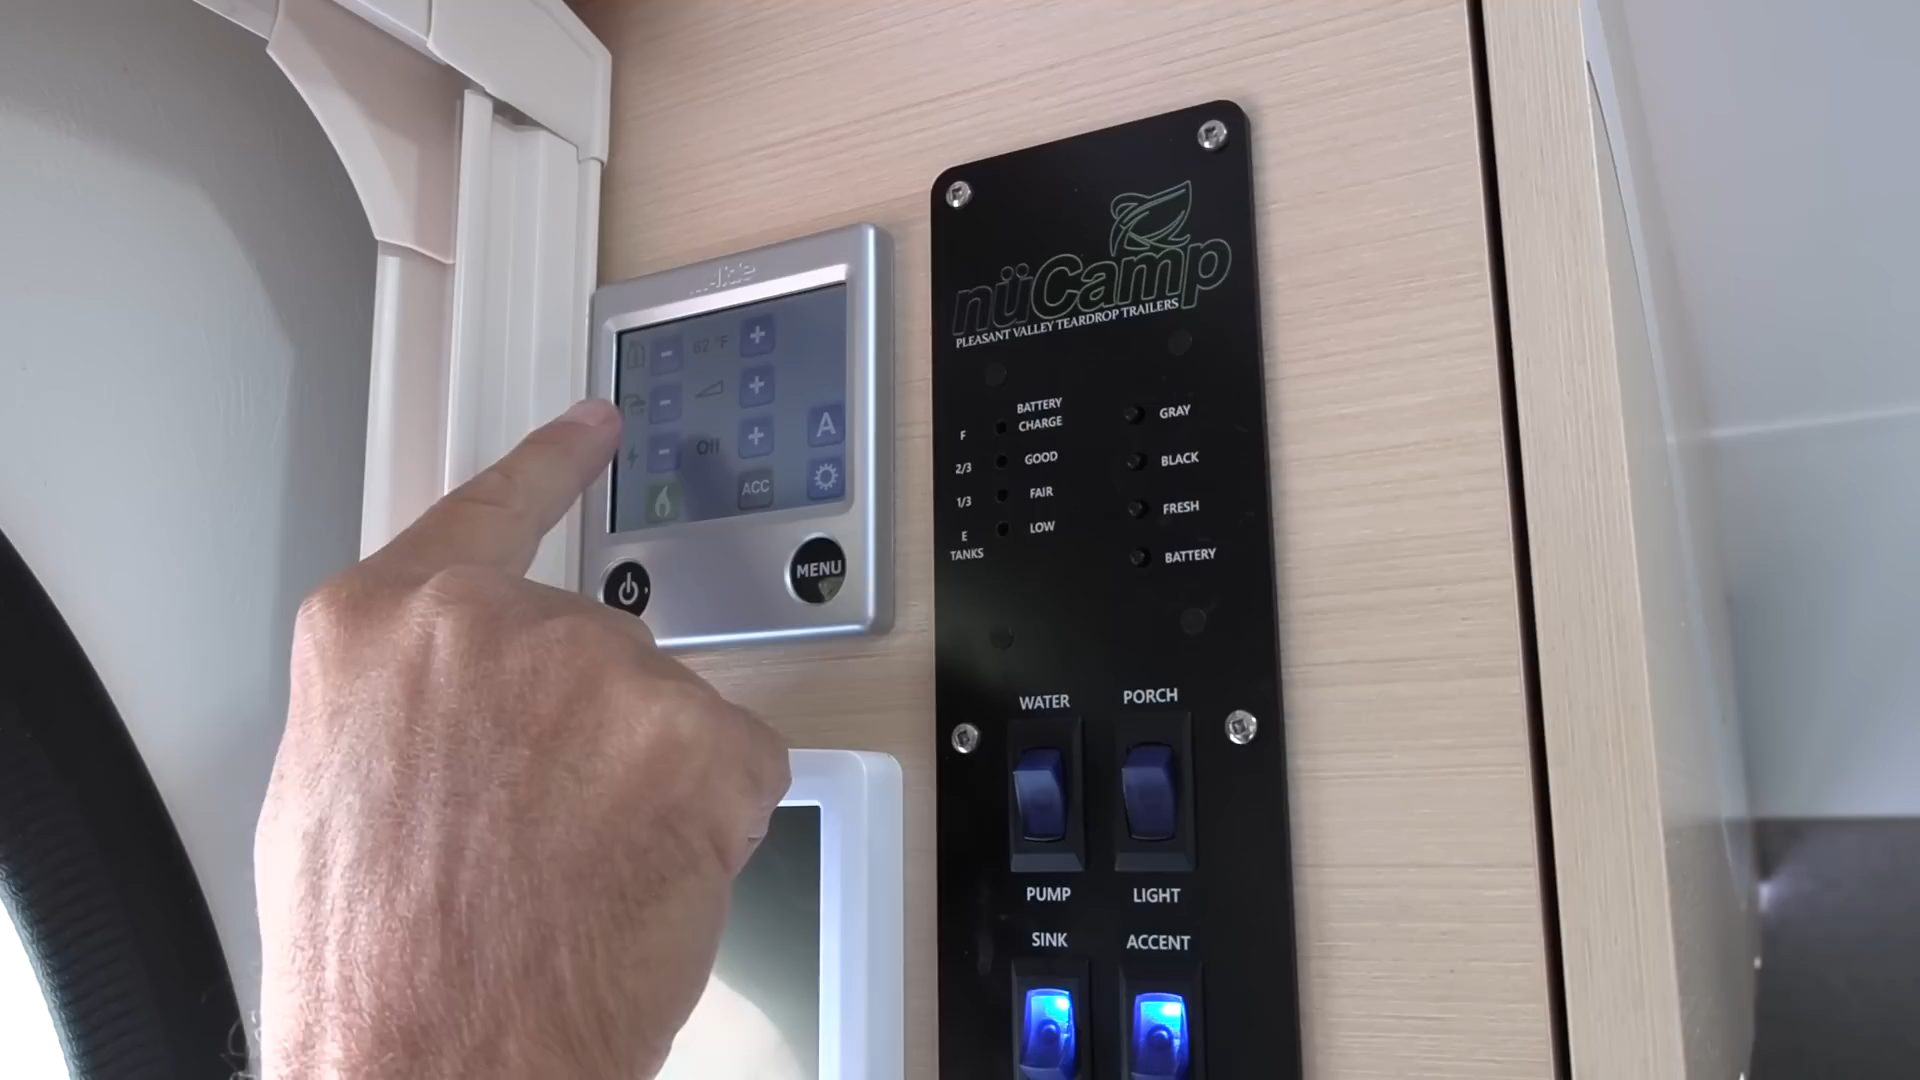 62 °F
Off
A
ACC
MENU
nüCamp
PLEASANT VALLEY TEARDROP TRAILERS
BATTERY
CHARGE
F
2/3
GOOD
1/3
FAIR
E
LOW
TANKS
GRAY
BLACK
FRESH
BATTERY
WATER
PORCH
PUMP
LIGHT
SINK
ACCENT